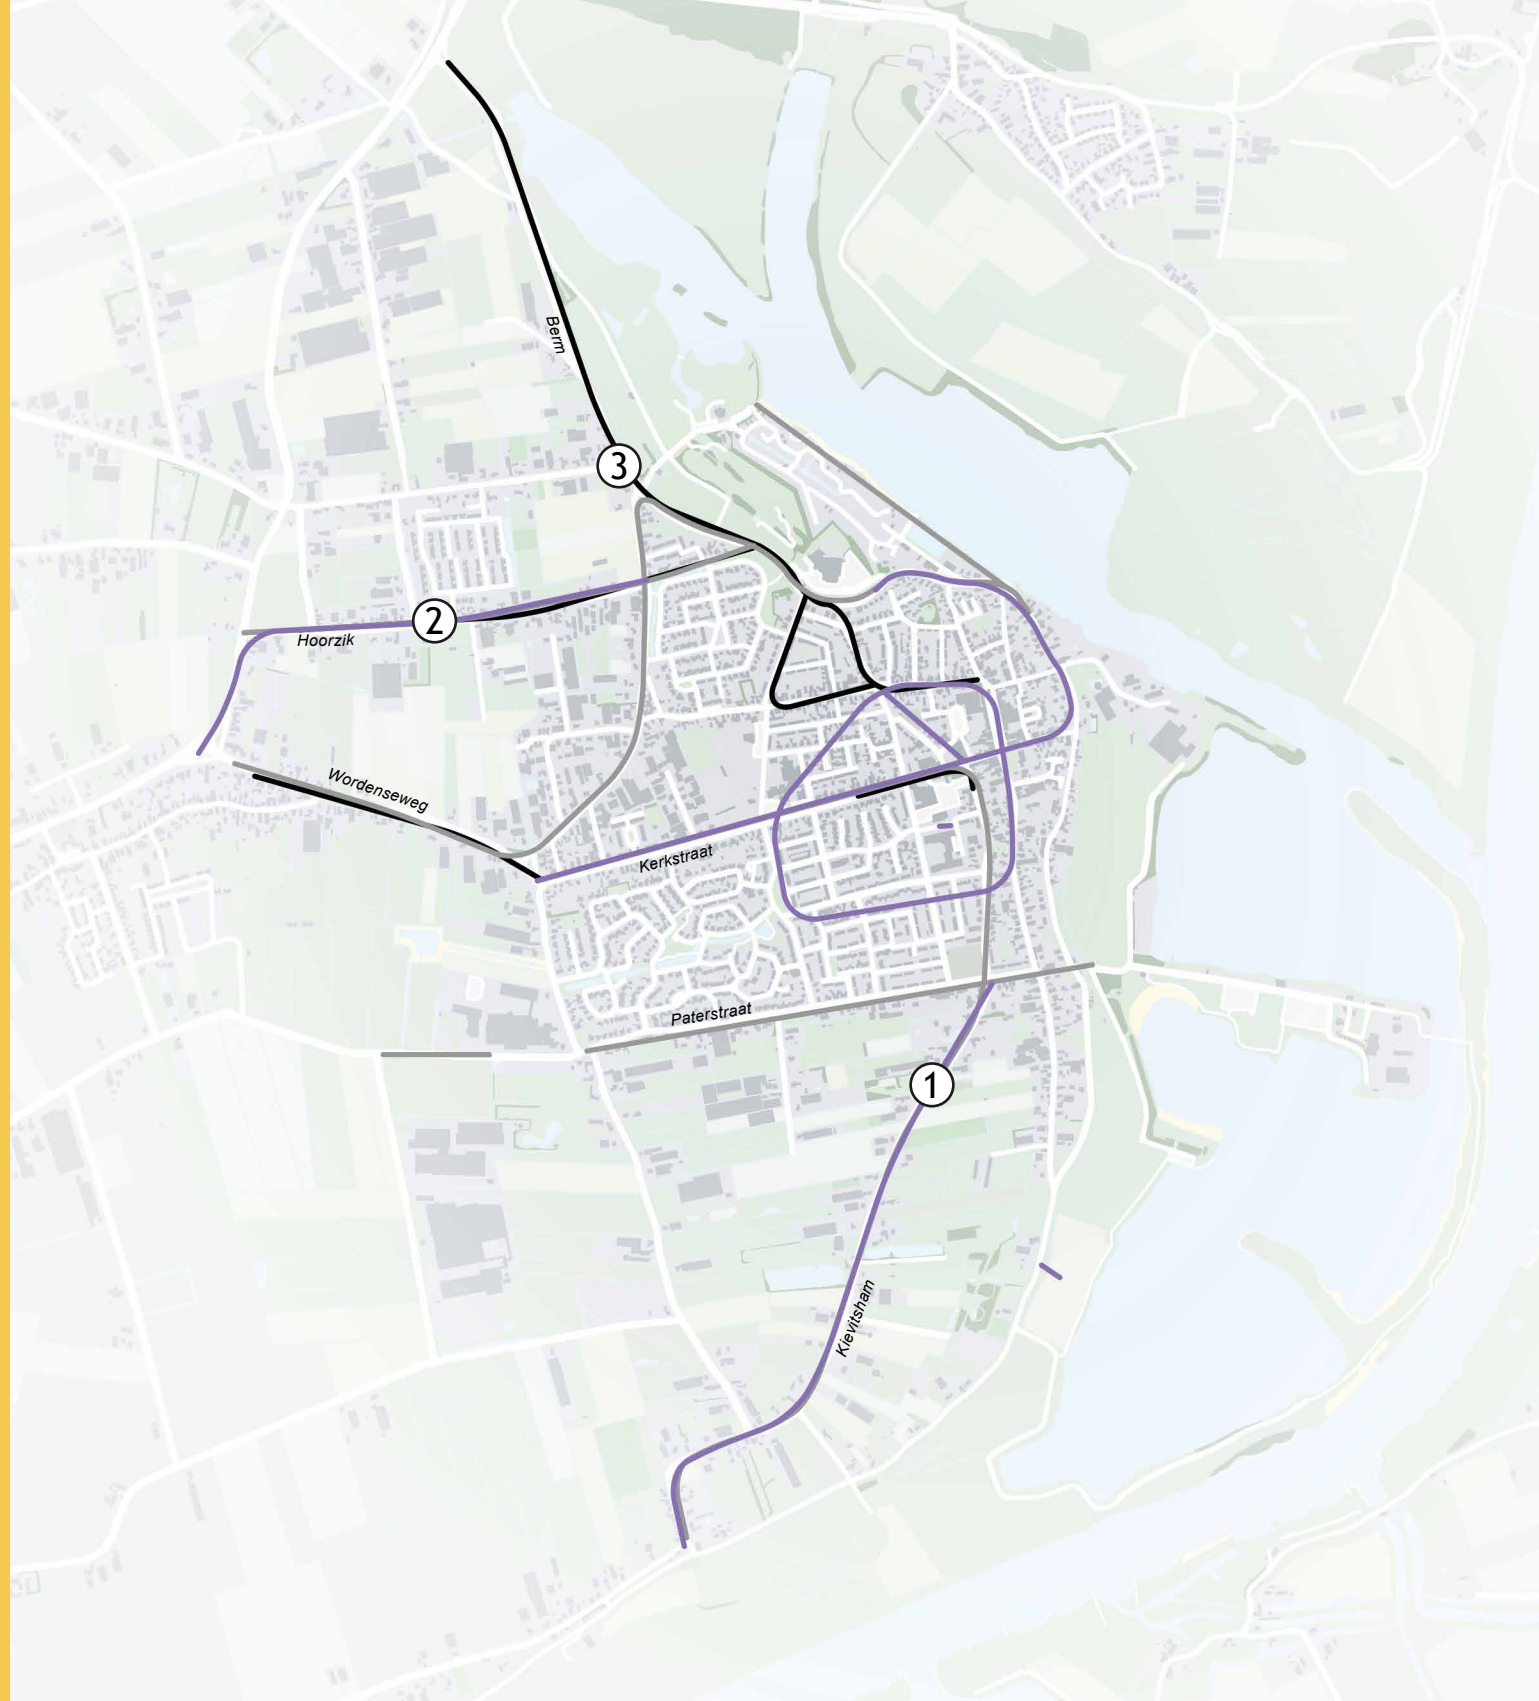 Berm
3
2
Hoorzik
Wordenseweg
Kerkstraat
Paterstraat
1
Kievitsham